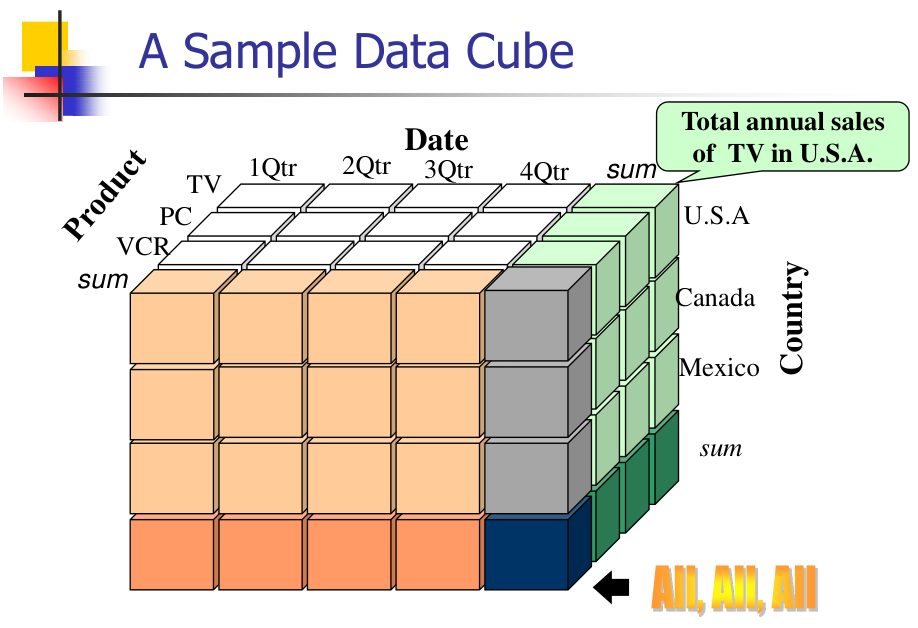 A Sample Data Cube
Total annual sales
of TV in U.S.A.
Date
Product
1Qtr 2Qtr 3Qtr 4Qtr sum
TV
PC
VCR
sum
U.S.A
Canada
Mexico
sum
Country
All, All, All